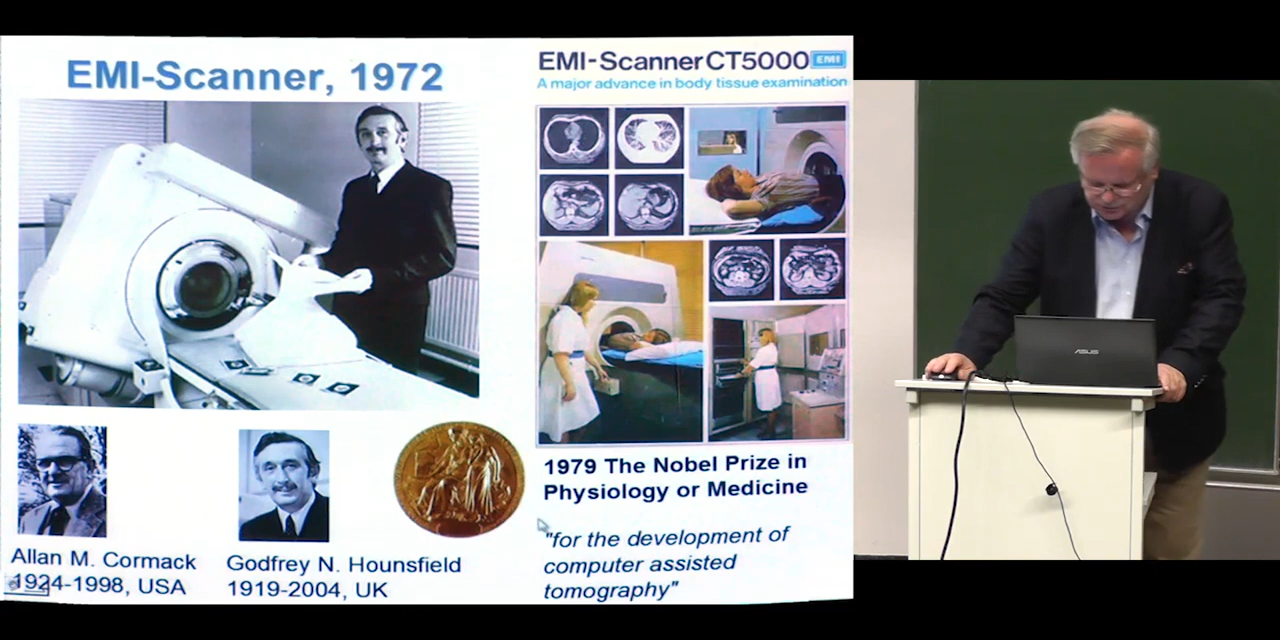 EMI-Scanner, 1972
EMI-Scanner CT5000 EMI
A major advance in body tissue examination
1979 The Nobel Prize in
Physiology or Medicine
"for the development of
computer assisted
tomography"
Allan M. Cormack
1924-1998, USA
Godfrey N. Hounsfield
1919-2004, UK
ASUS